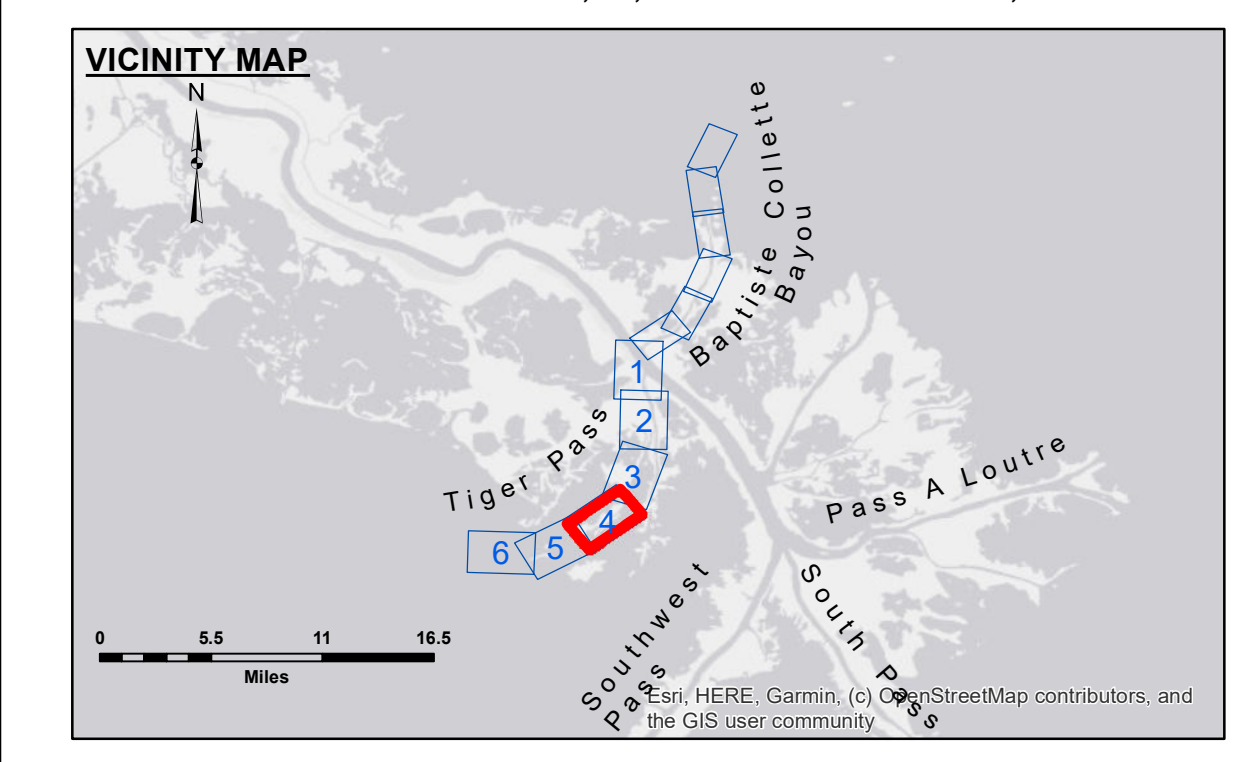 VICINITY MAP
N
Baptiste Collette
Bayou
1
2
Tiger Pass
3
4
Pass A Loutre
6
5
Southwest
Pass
South Pass
0 5.5 11 16.5
Miles
Esri, HERE, Garmin, (c) OpenStreetMap contributors, and
the GIS user community